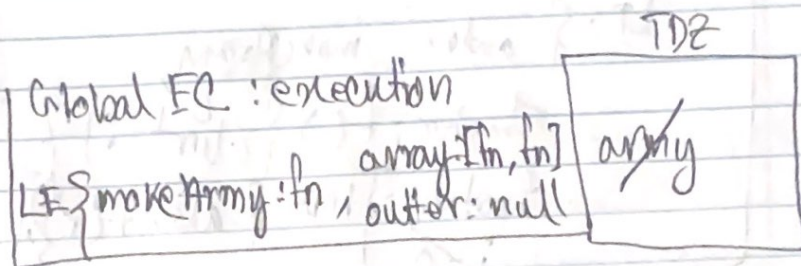 TDZ
Global EC : execution
array:[fn, fn]
army
LE{ makeArmy:fn, outter: null